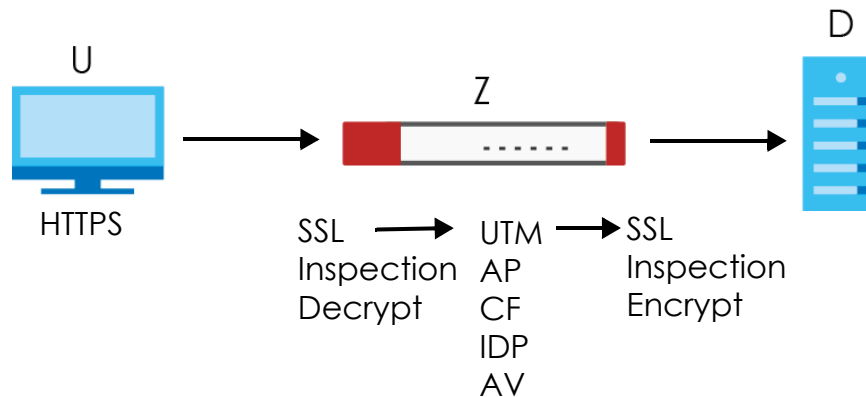 U
Z
D
HTTPS
SSL
Inspection
Decrypt
UTM
AP
CF
IDP
AV
SSL
Inspection
Encrypt